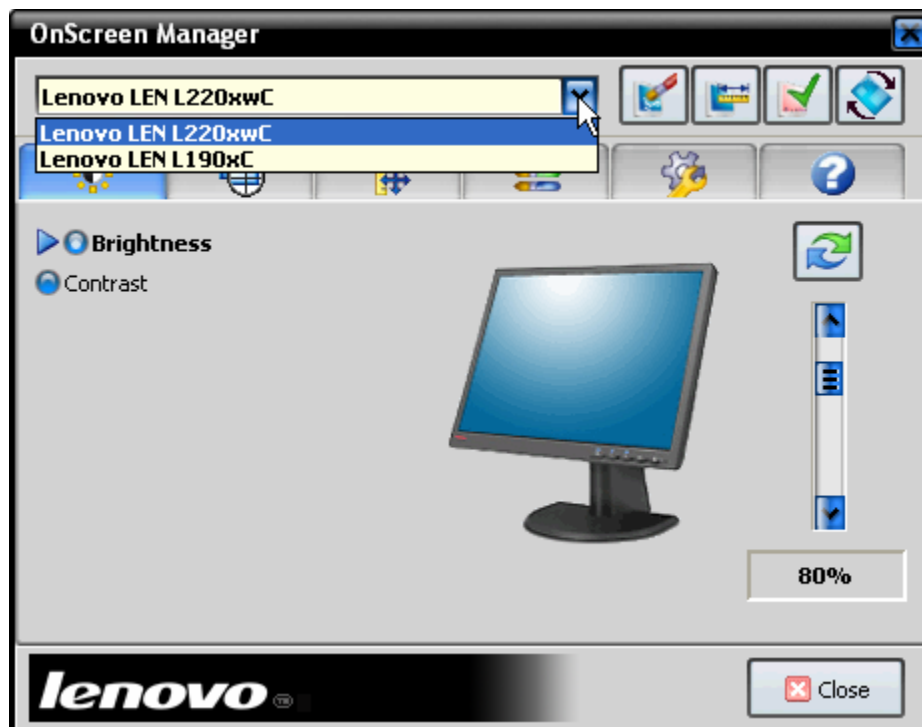 OnScreen Manager
Lenovo LEN L220xwC
Lenovo LEN L220xwC
Lenovo LEN L190xC
Brightness
Contrast
80%
lenovo
Close